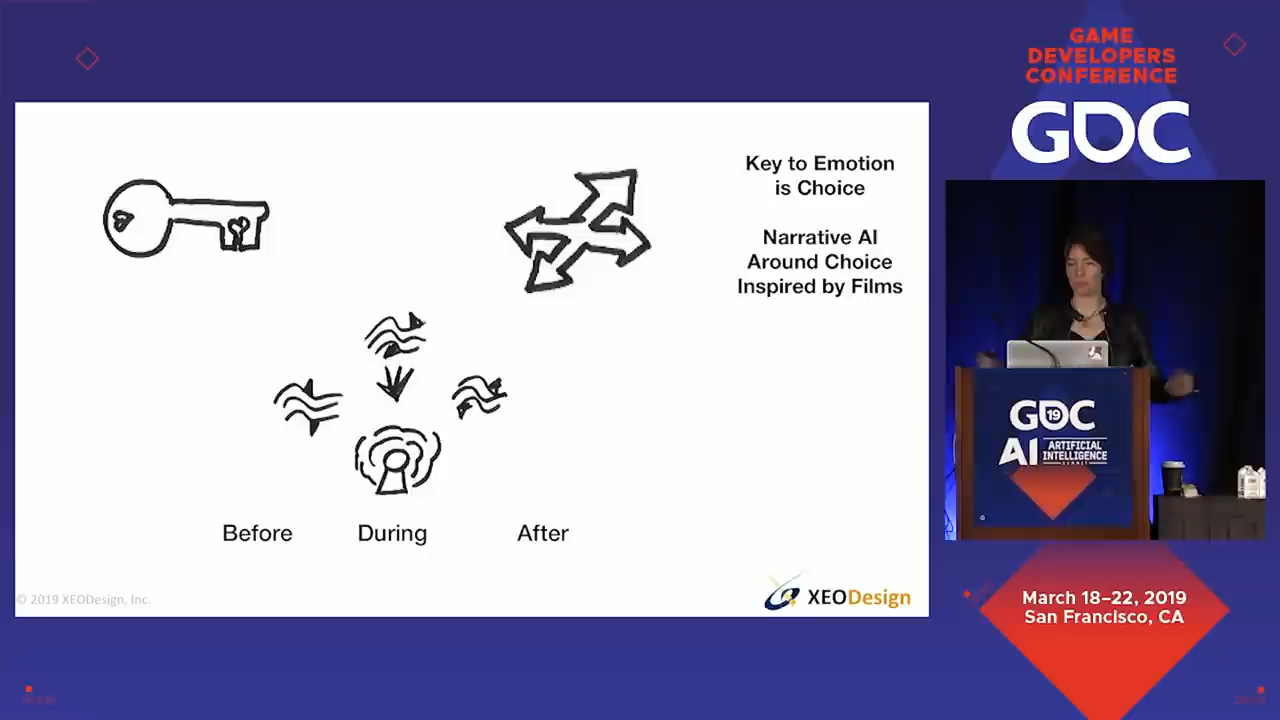 GAME
DEVELOPERS
CONFERENCE
GDC
Key to Emotion
is Choice
Narrative AI
Around Choice
Inspired by Films
Before
During
After
© 2019 XEODesign, Inc.
XEODesign
GDC
19
AI
ARTIFICIAL
INTELLIGENCE
SUMMIT
March 18–22, 2019
San Francisco, CA